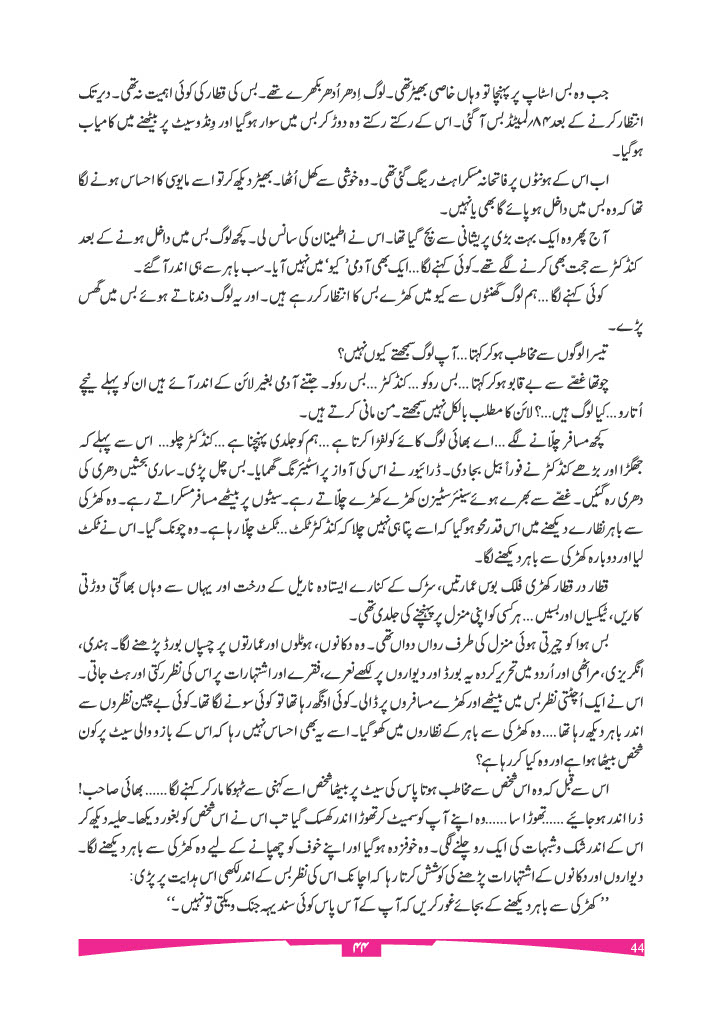 جب وہ بس اسٹاپ پر پہنچا تو وہاں خاصی بھیڑ تھی۔ لوگ اِدھر اُدھر بکھرے تھے۔ بس کی قطار کی کوئی اہمیت نہ تھی۔ دیر تک
انتظار کرنے کے بعد ۸۴؍لمیٹڈ بس آ گئی۔ اس کے رکتے رکتے وہ دوڑ کر بس میں سوار ہوگیا اور وِنڈو سیٹ پر بیٹھنے میں کامیاب
ہوگیا۔
اب اس کے ہونٹوں پر فاتحانہ مسکراہٹ رینگ گئی تھی۔ وہ خوشی سے کھل اُٹھا۔ بھیڑ دیکھ کر تو اسے مایوسی کا احساس ہونے لگا
تھا کہ وہ بس میں داخل ہو پائے گا بھی یا نہیں۔
آج پھر وہ ایک بہت بڑی پریشانی سے بچ گیا تھا۔ اس نے اطمینان کی سانس لی۔ کچھ لوگ بس میں داخل ہونے کے بعد
کنڈکٹر سے حجت بھی کرنے لگے تھے۔ کوئی کہنے لگا...ایک بھی آدمی ’کیو‘ میں نہیں آیا۔ سب باہر سے ہی اندر آ گئے۔
کوئی کہنے لگا...ہم لوگ گھنٹوں سے کیو میں کھڑے بس کا انتظار کر رہے ہیں۔ اور یہ لوگ دندناتے ہوئے بس میں گھس
پڑے۔
تیسرا لوگوں سے مخاطب ہو کر کہتا...آپ لوگ سمجھتے کیوں نہیں؟
چوتھا غصّے سے بے قابو ہو کر کہتا...بس روکو...کنڈکٹر...بس روکو۔ جتنے آدمی بغیر لائن کے اندر آئے ہیں ان کو پہلے نیچے
اُتارو...کیا لوگ ہیں...؟ لائن کا مطلب بالکل نہیں سمجھتے۔ من مانی کرتے ہیں۔
کچھ مسافر چلّانے لگے...اے بھائی لوگ کائے کو لفڑا کرتا ہے...ہم کو جلدی پہنچنا ہے...کنڈکٹر چلو... اس سے پہلے کہ
جھگڑا اور بڑھے کنڈکٹر نے فوراً بیل بجا دی۔ ڈرائیور نے اس کی آواز پر اسٹیئرنگ گھمایا۔ بس چل پڑی۔ ساری بحثیں دھری کی
دھری رہ گئیں۔ غصّے سے بھرے ہوئے سینئر سٹیزن کھڑے کھڑے چلّاتے رہے۔ سیٹوں پر بیٹھے مسافر مسکراتے رہے۔ وہ کھڑکی
سے باہر نظارے دیکھنے میں اس قدر محو ہوگیا کہ اسے پتا ہی نہیں چلا کہ کنڈکٹر ٹکٹ...ٹکٹ چلّا رہا ہے۔ وہ چونک گیا۔ اس نے ٹکٹ
لیا اور دوبارہ کھڑکی سے باہر دیکھنے لگا۔
قطار در قطار کھڑی فلک بوس عمارتیں، سڑک کے کنارے ایستادہ ناریل کے درخت اور یہاں سے وہاں بھاگتی دوڑتی
کاریں، ٹیکسیاں اور بسیں...ہر کسی کو اپنی منزل پر پہنچنے کی جلدی تھی۔
بس ہوا کو چیرتی ہوئی منزل کی طرف رواں دواں تھی۔ وہ دکانوں، ہوٹلوں اور عمارتوں پر چسپاں بورڈ پڑھنے لگا۔ ہندی،
انگریزی، مراٹھی اور اُردو میں تحریر کردہ یہ بورڈ اور دیواروں پر لکھے نعرے، فقرے اور اشتہارات پر اس کی نظر رکتی اور ہٹ جاتی۔
اس نے ایک اُچٹتی نظر بس میں بیٹھے اور کھڑے مسافروں پر ڈالی۔ کوئی اونگھ رہا تھا تو کوئی سونے لگا تھا۔ کوئی بے چین نظروں سے
اندر باہر دیکھ رہا تھا....وہ کھڑکی سے باہر کے نظاروں میں کھو گیا۔ اسے یہ بھی احساس نہیں رہا کہ اس کے بازو والی سیٹ پر کون
شخص بیٹھا ہوا ہے اور وہ کیا کر رہا ہے؟
اس سے قبل کہ وہ اس شخص سے مخاطب ہوتا پاس کی سیٹ پر بیٹھا شخص اسے کہنی سے ٹہوکا مار کر کہنے لگا......بھائی صاحب!
ذرا اندر ہو جائیے......تھوڑا سا......وہ اپنے آپ کو سمیٹ کر تھوڑا اندر کھسک گیا تب اس نے اس شخص کو بغور دیکھا۔ حلیہ دیکھ کر
اس کے اندر شک و شبہات کی ایک رو چلنے لگی۔ وہ خوفزدہ ہوگیا اور اپنے خوف کو چھپانے کے لیے وہ کھڑکی سے باہر دیکھنے لگا۔
دیواروں اور دکانوں کے اشتہارات پڑھنے کی کوشش کرتا رہا کہ اچانک اس کی نظر بس کے اندر لکھی اس ہدایت پر پڑی:
’’کھڑکی سے باہر دیکھنے کے بجائے غور کریں کہ آپ کے آس پاس کوئی سندیہہ جنک ویکتی تو نہیں۔‘‘
۴۴
44